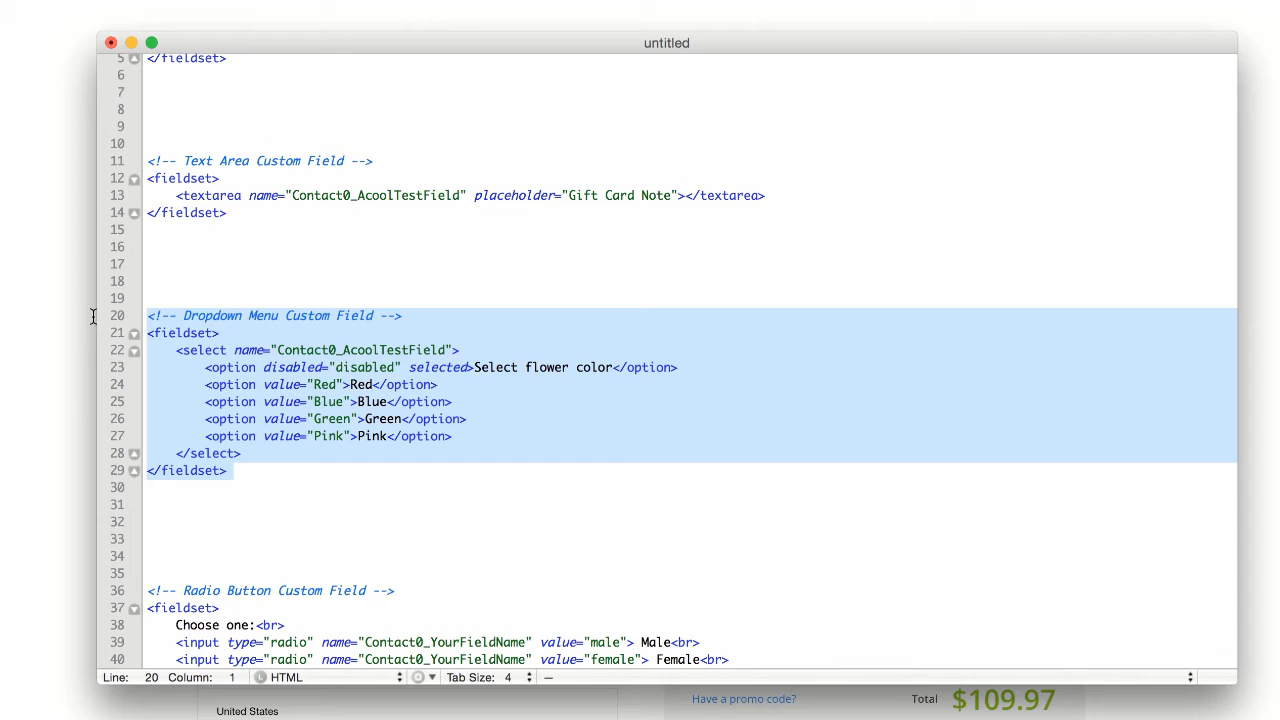 untitled
5 </fieldset>
6
7
8
9
10
11 <!-- Text Area Custom Field -->
12 <fieldset>
13 <textarea name="Contact0_AcoolTestField" placeholder="Gift Card Note"></textarea>
14 </fieldset>
15
16
17
18
19
20 <!-- Dropdown Menu Custom Field -->
21 <fieldset>
22 <select name="Contact0_AcoolTestField">
23 <option disabled="disabled" selected>Select flower color</option>
24 <option value="Red">Red</option>
25 <option value="Blue">Blue</option>
26 <option value="Green">Green</option>
27 <option value="Pink">Pink</option>
28 </select>
29 </fieldset>
30
31
32
33
34
35
36 <!-- Radio Button Custom Field -->
37 <fieldset>
38 Choose one:<br>
39 <input type="radio" name="Contact0_YourFieldName" value="male"> Male<br>
40 <input type="radio" name="Contact0_YourFieldName" value="female"> Female<br>
Line: 20 Column: 1 L HTML Tab Size: 4 —
Have a promo code? Total $109.97
United States